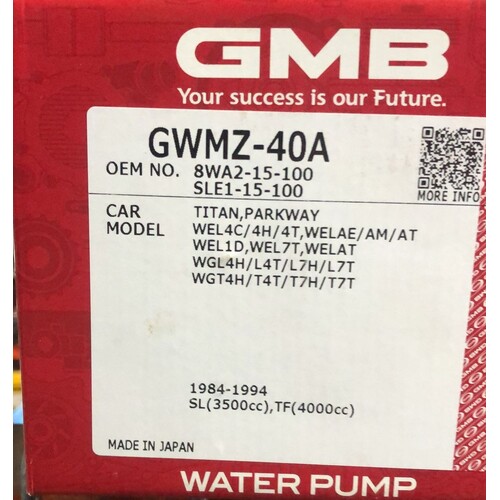 GMB
Your success is our Future.
GWMZ-40A
OEM NO. 8WA2-15-100
SLE1-15-100
MORE INFO
CAR MODEL TITAN,PARKWAY
WEL4C/4H/4T,WELAE/AM/AT
WEL1D,WEL7T,WELAT
WGL4H/L4T/L7H/L7T
WGT4H/T4T/T7H/T7T
1984-1994
SL(3500cc),TF(4000cc)
MADE IN JAPAN
WATER PUMP